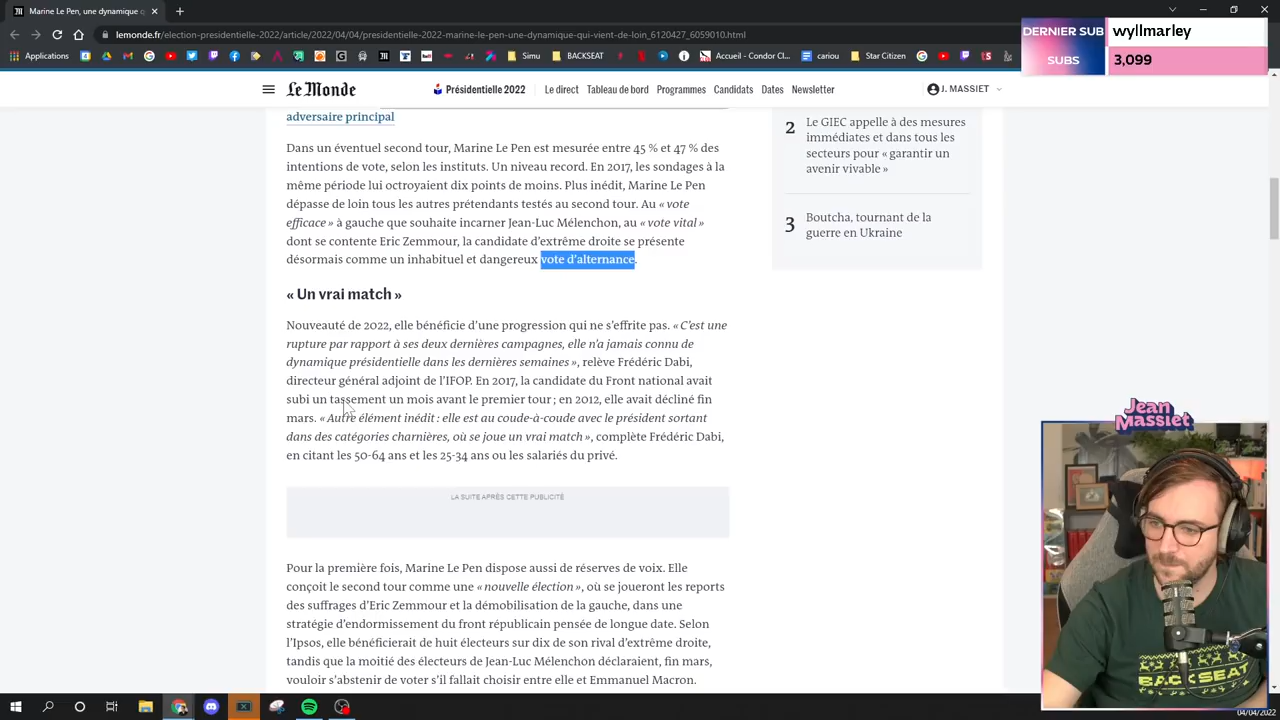 Marine Le Pen, une dynamique q
lemonde.fr/election-presidentielle-2022/article/2022/04/04/presidentielle-2022-marine-le-pen-une-dynamique-qui-vient-de-loin_6120427_6059010.html
Applications
Simu
BACKSEAT
Accueil - Condor Cl...
cariou
Star Citizen
DERNIER SUB
wyllmarley
SUBS
3,099
Le Monde
Présidentielle 2022
Le direct
Tableau de bord
Programmes
Candidats
Dates
Newsletter
J. MASSIET
adversaire principal
Dans un éventuel second tour, Marine Le Pen est mesurée entre 45 % et 47 % des
intentions de vote, selon les instituts. Un niveau record. En 2017, les sondages à la
même période lui octroyaient dix points de moins. Plus inédit, Marine Le Pen
dépasse de loin tous les autres prétendants testés au second tour. Au « vote
efficace » à gauche que souhaite incarner Jean-Luc Mélenchon, au « vote vital »
dont se contente Eric Zemmour, la candidate d'extrême droite se présente
désormais comme un inhabituel et dangereux vote d'alternance.
« Un vrai match »
Nouveauté de 2022, elle bénéficie d'une progression qui ne s'effrite pas. « C'est une
rupture par rapport à ses deux dernières campagnes, elle n'a jamais connu de
dynamique présidentielle dans les dernières semaines », relève Frédéric Dabi,
directeur général adjoint de l'IFOP. En 2017, la candidate du Front national avait
subi un tassement un mois avant le premier tour ; en 2012, elle avait décliné fin
mars. « Autre élément inédit : elle est au coude-à-coude avec le président sortant
dans des catégories charnières, où se joue un vrai match », complète Frédéric Dabi,
en citant les 50-64 ans et les 25-34 ans ou les salariés du privé.
LA SUITE APRÈS CETTE PUBLICITÉ
Pour la première fois, Marine Le Pen dispose aussi de réserves de voix. Elle
conçoit le second tour comme une « nouvelle élection », où se joueront les reports
des suffrages d'Eric Zemmour et la démobilisation de la gauche, dans une
stratégie d'endormissement du front républicain pensée de longue date. Selon
l'Ipsos, elle bénéficierait de huit électeurs sur dix de son rival d'extrême droite,
tandis que la moitié des électeurs de Jean-Luc Mélenchon déclaraient, fin mars,
vouloir s'abstenir de voter s'il fallait choisir entre elle et Emmanuel Macron.
2
Le GIEC appelle à des mesures
immédiates et dans tous les
secteurs pour « garantir un
avenir vivable »
3
Boutcha, tournant de la
guerre en Ukraine
Jean
Massiet
BACKSEAT
04/04/2022